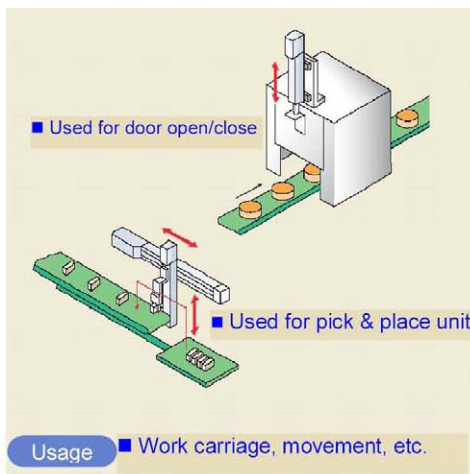 ■ Used for door open/close
■ Used for pick & place unit
Usage ■ Work carriage, movement, etc.